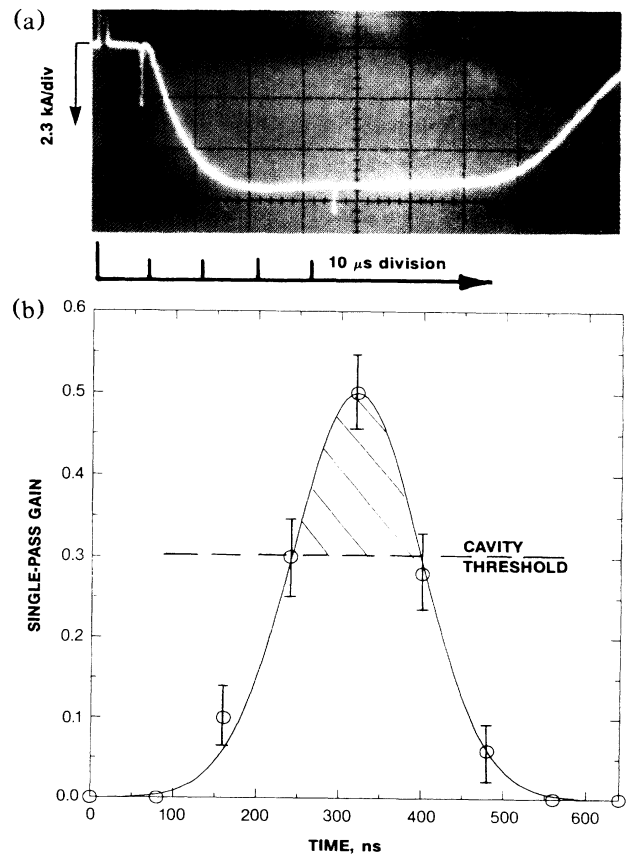 (a)
2.3 kA/div
10 μs division
(b)
SINGLE-PASS GAIN
0.6
0.5
0.4
0.3
0.2
0.1
0.0
CAVITY
THRESHOLD
0 100 200 300 400 500 600
TIME, ns